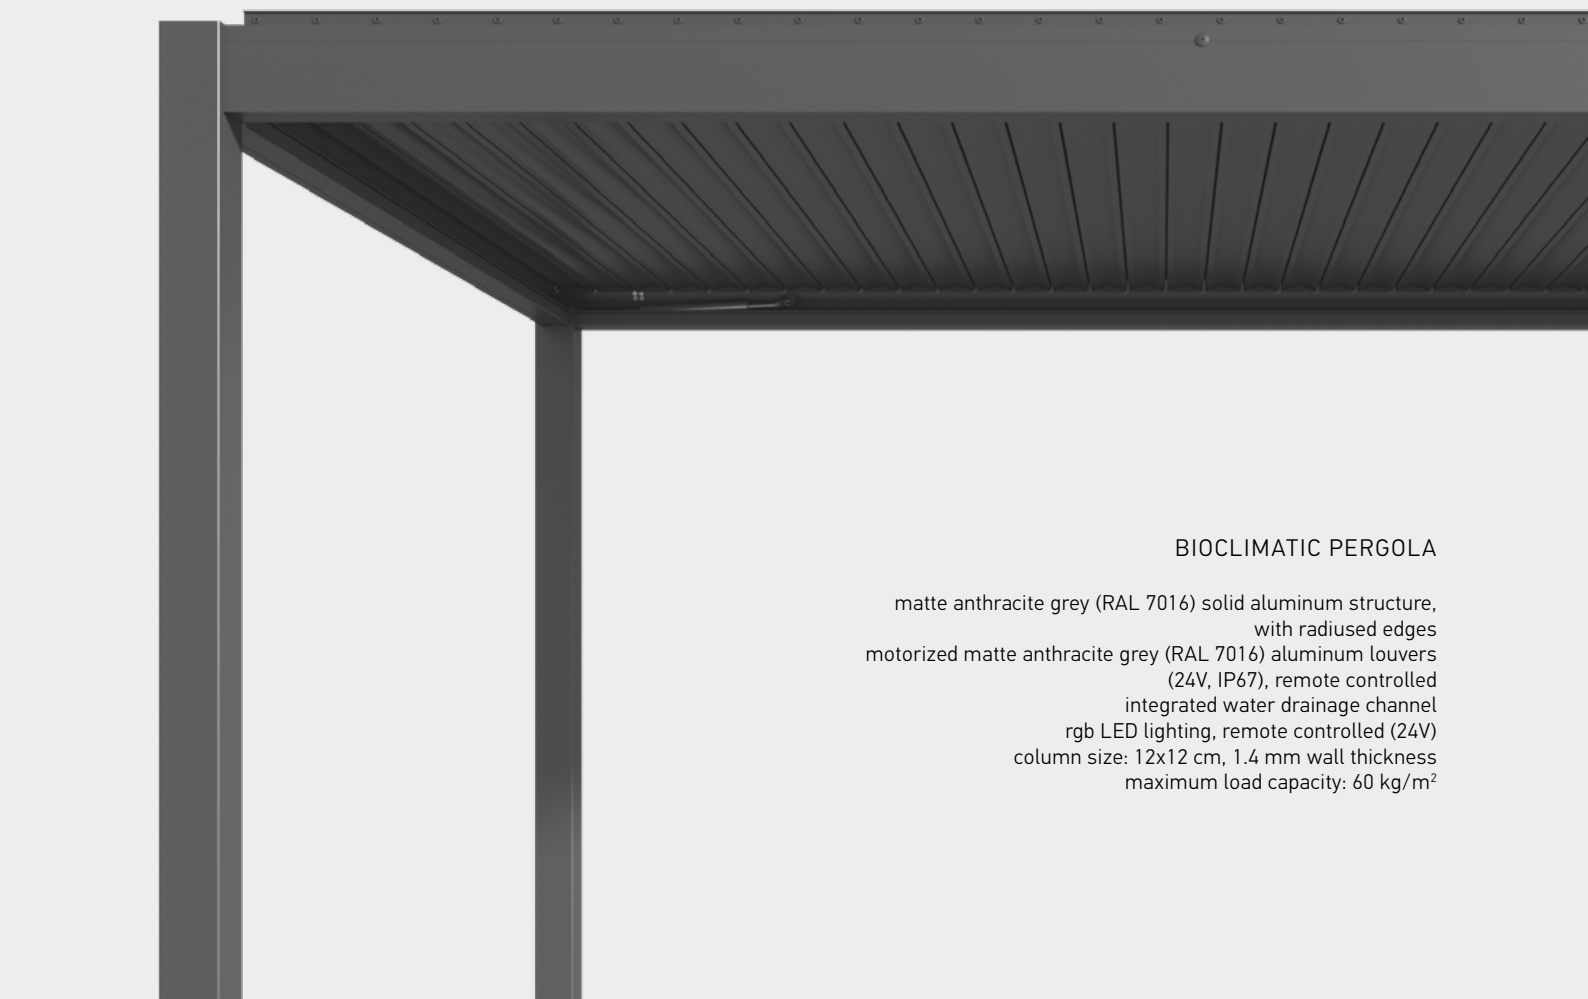 BIOCLIMATIC PERGOLA
matte anthracite grey (RAL 7016) solid aluminum structure,
with radiused edges
motorized matte anthracite grey (RAL 7016) aluminum louvers
(24V, IP67), remote controlled
integrated water drainage channel
rgb LED lighting, remote controlled (24V)
column size: 12x12 cm, 1.4 mm wall thickness
maximum load capacity: 60 kg/m²